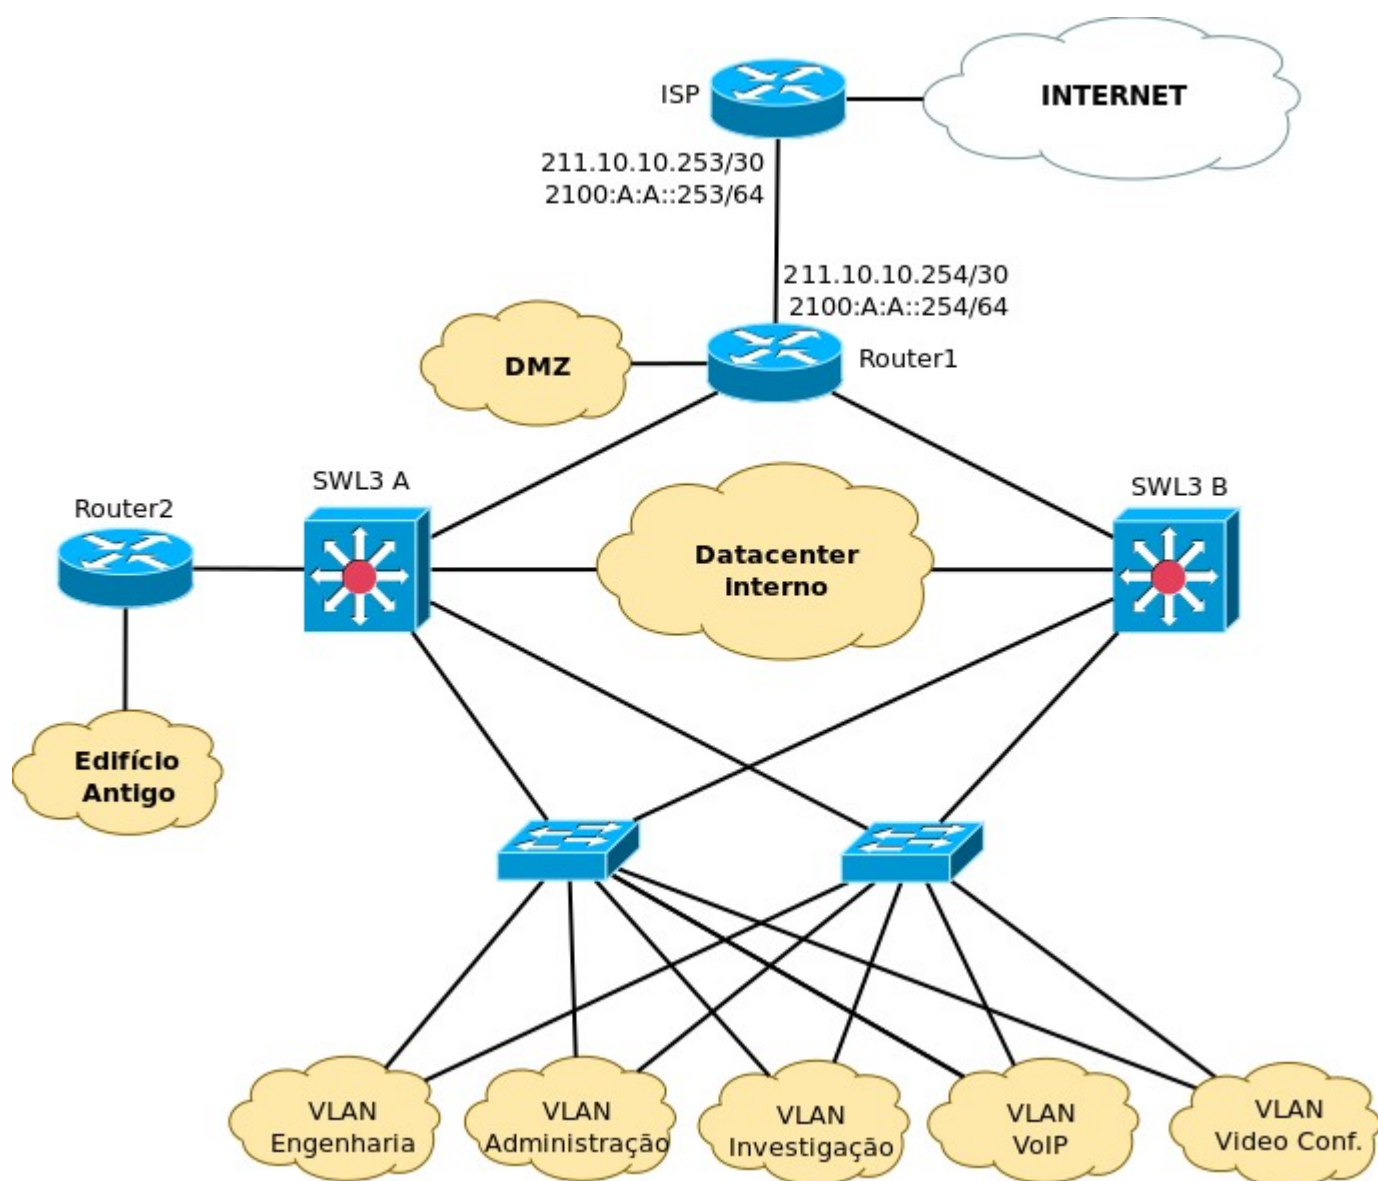 ISP
INTERNET
211.10.10.253/30
2100:A:A::253/64
211.10.10.254/30
2100:A:A::254/64
DMZ
Router1
SWL3 A
SWL3 B
Router2
Datacenter
interno
Edifício
Antigo
VLAN
Engenharia
VLAN
Administração
VLAN
Investigação
VLAN
VoIP
VLAN
Video Conf.